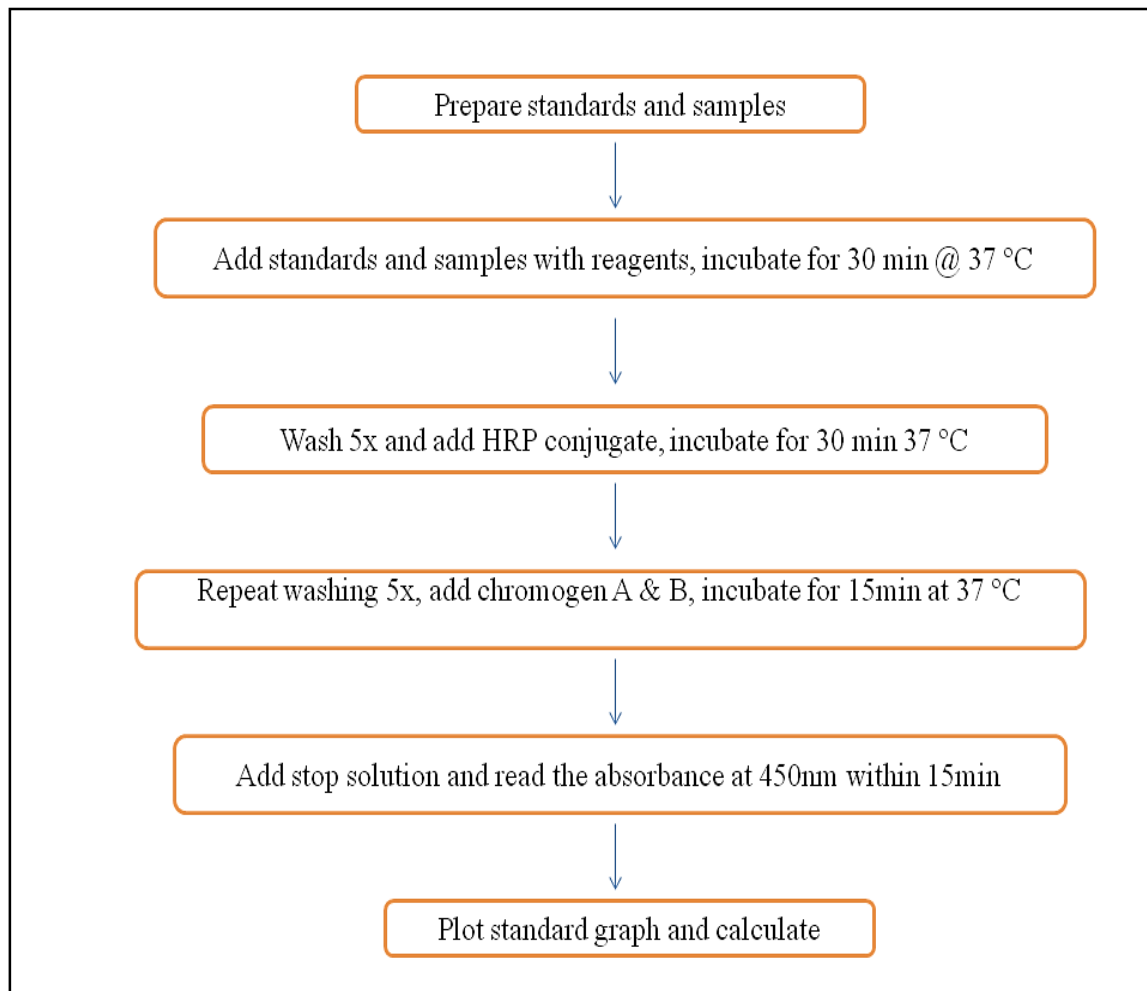 Prepare standards and samples
Add standards and samples with reagents, incubate for 30 min @ 37 °C
Wash 5x and add HRP conjugate, incubate for 30 min 37 °C
Repeat washing 5x, add chromogen A & B, incubate for 15min at 37 °C
Add stop solution and read the absorbance at 450nm within 15min
Plot standard graph and calculate